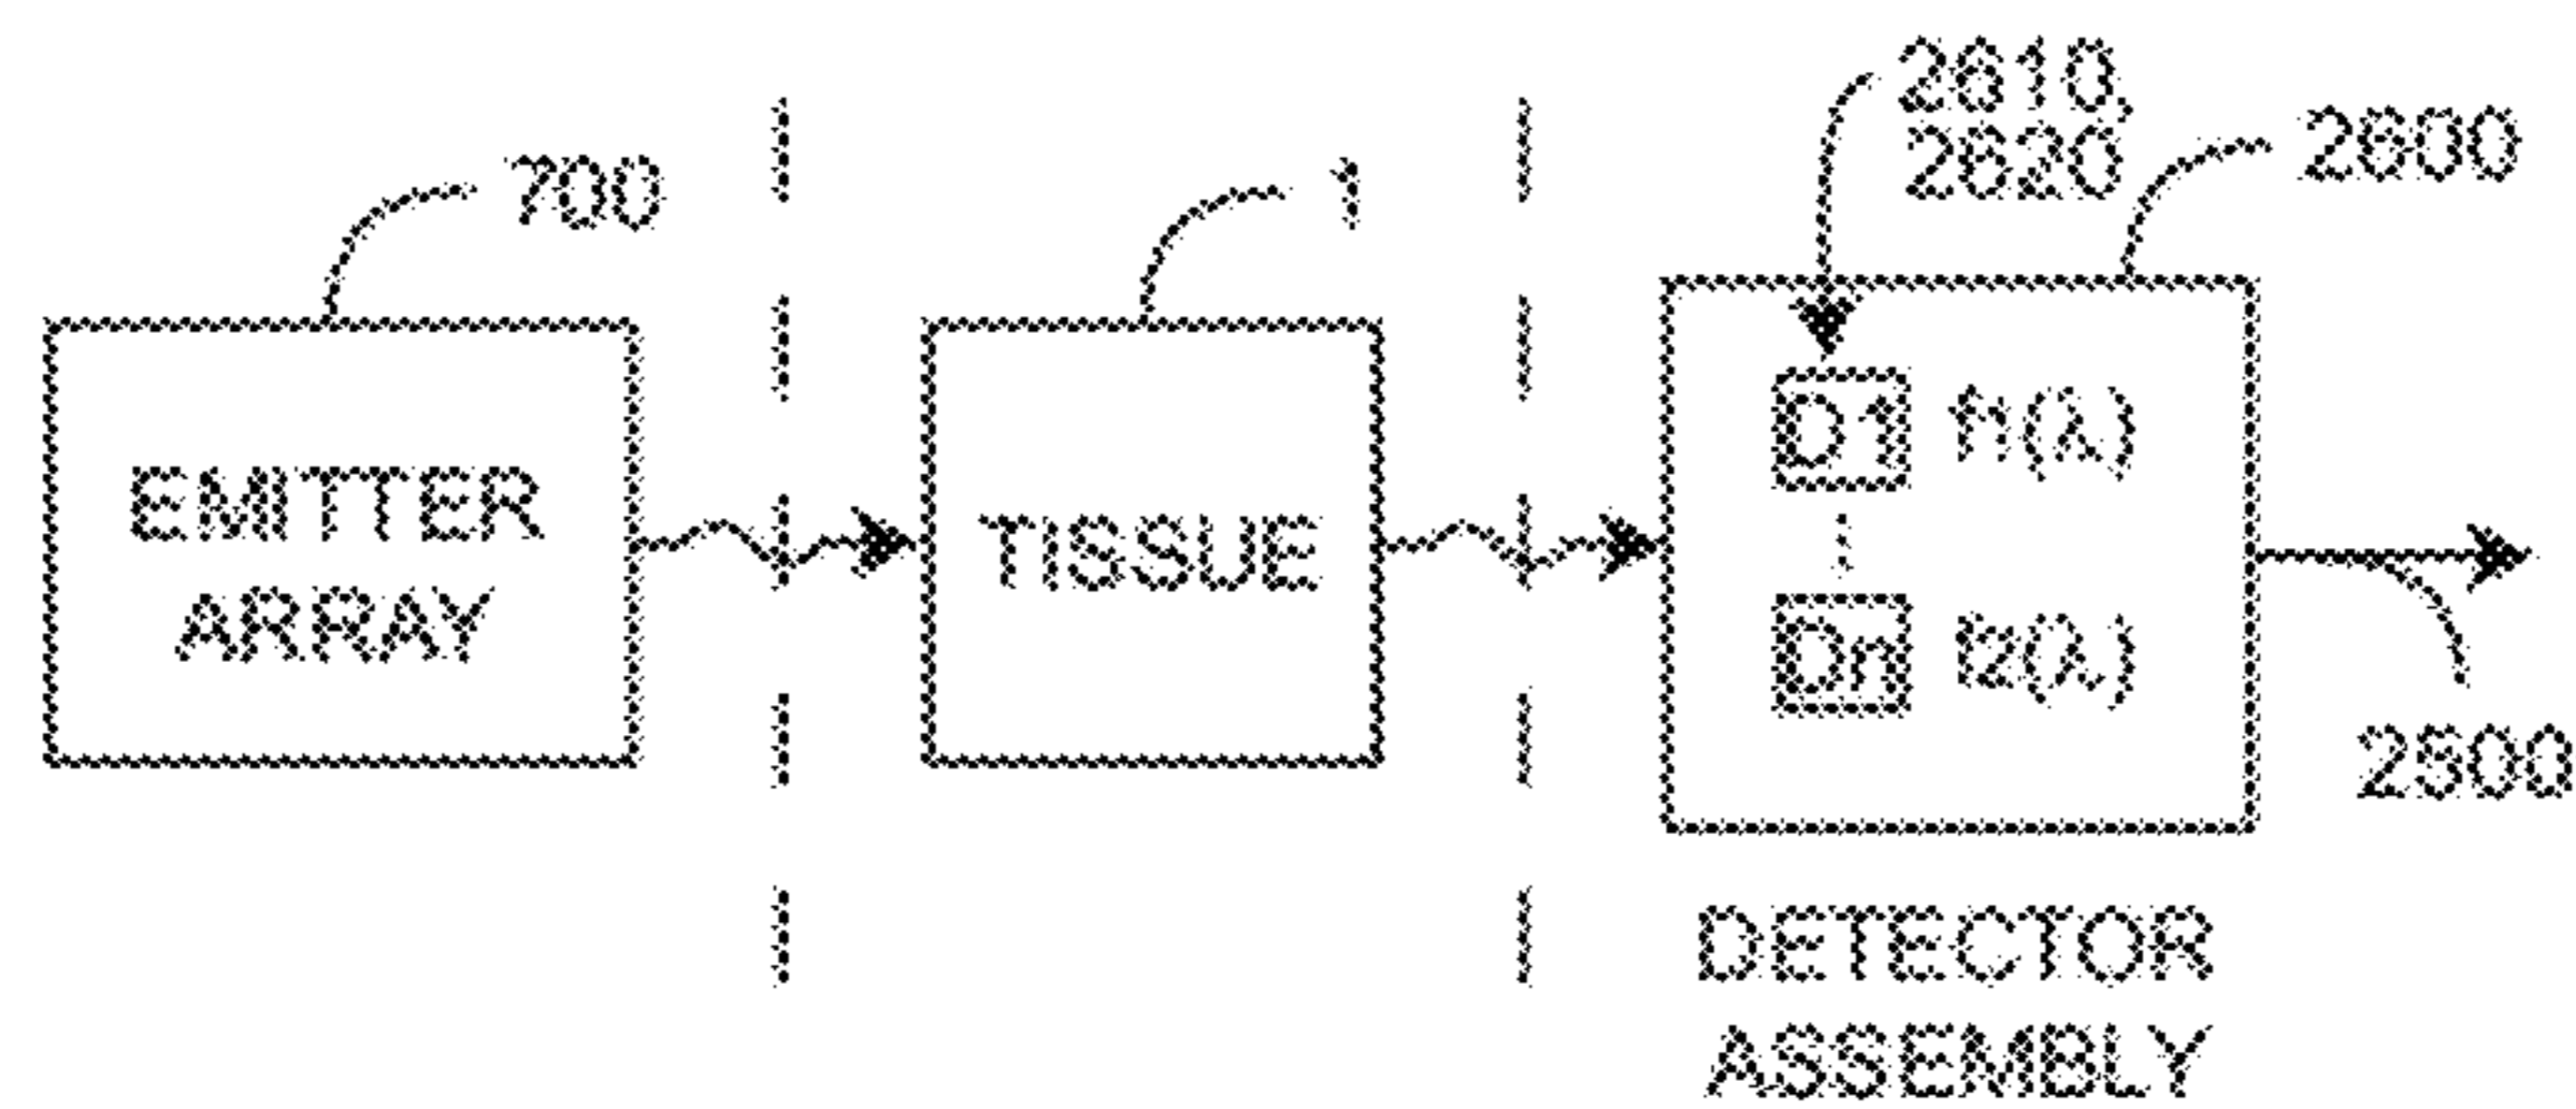 2610,
2620
2600
700
1
EMITTER
ARRAY
TISSUE
D1 f1(λ)
Dn f2(λ)
2500
DETECTOR
ASSEMBLY